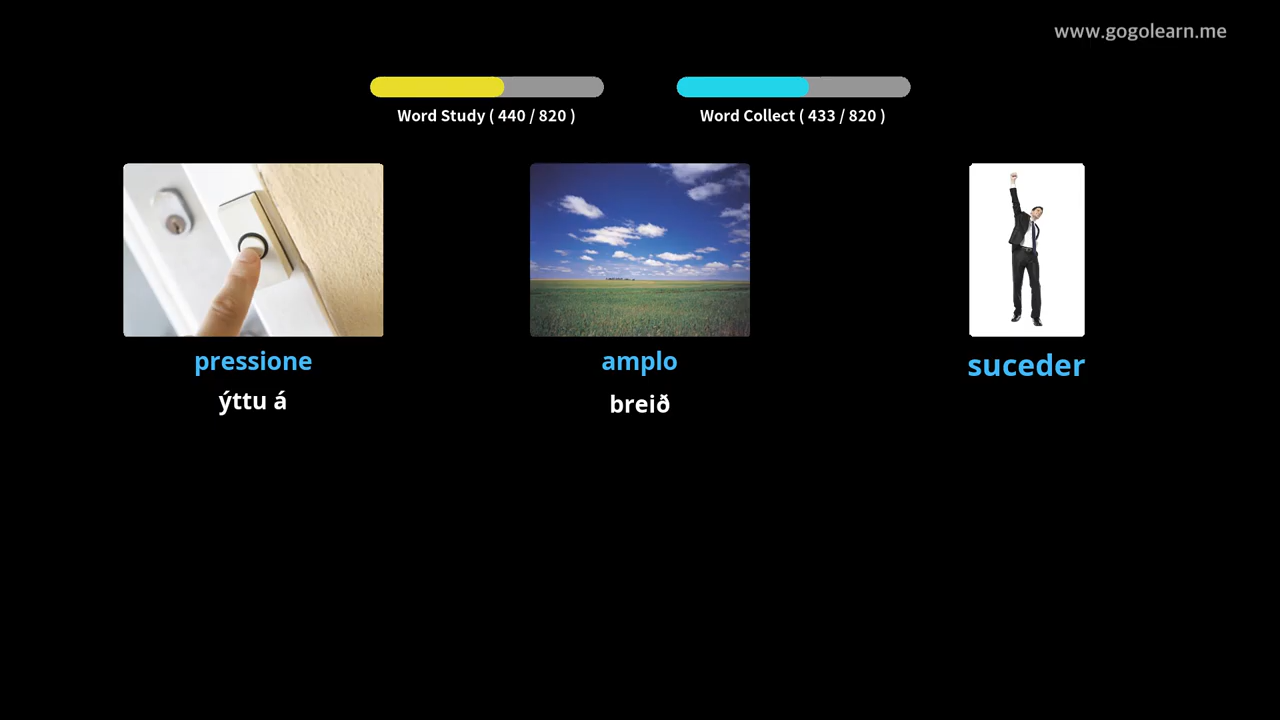 www.gogolearn.me
Word Study ( 440 / 820 )
Word Collect ( 433 / 820 )
pressione
amplo
suceder
ýttu á
breið